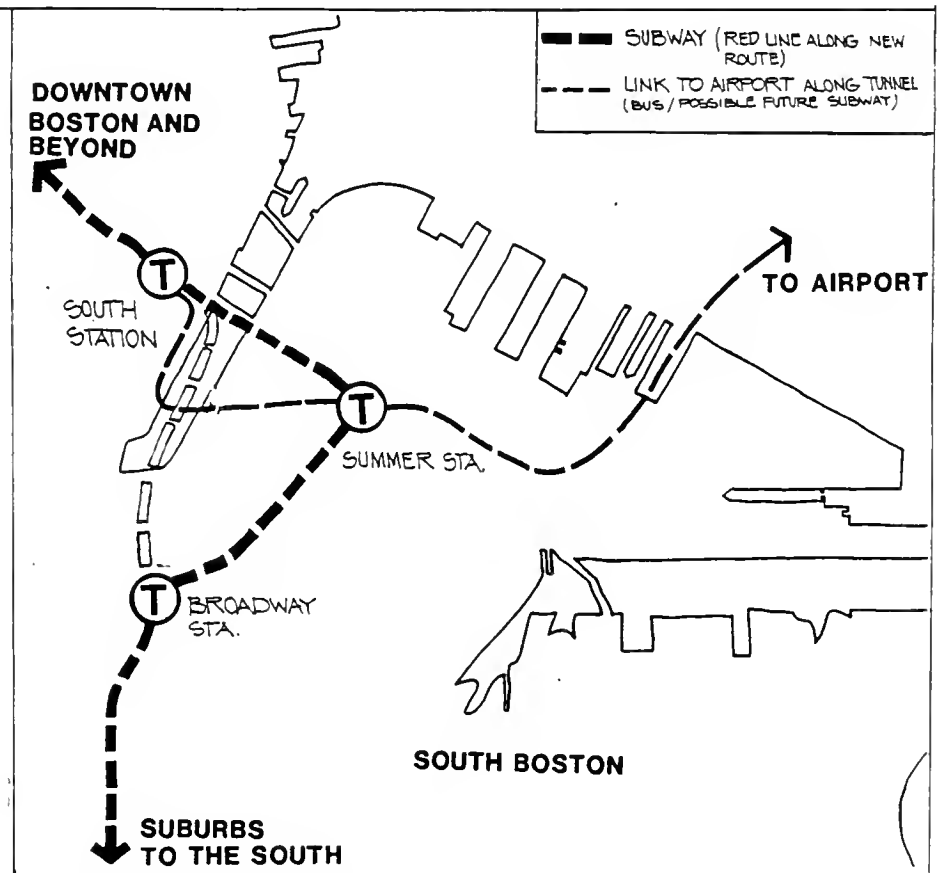 SUBWAY (RED LINE ALONG NEW
ROUTE)
LINK TO AIRPORT ALONG TUNNEL
(BUS/POSSIBLE FUTURE SUBWAY)
DOWNTOWN
BOSTON AND
BEYOND
T
SOUTH
STATION
TO AIRPORT
T
SUMMER STA.
T
BROADWAY
STA.
SOUTH BOSTON
SUBURBS
TO THE SOUTH